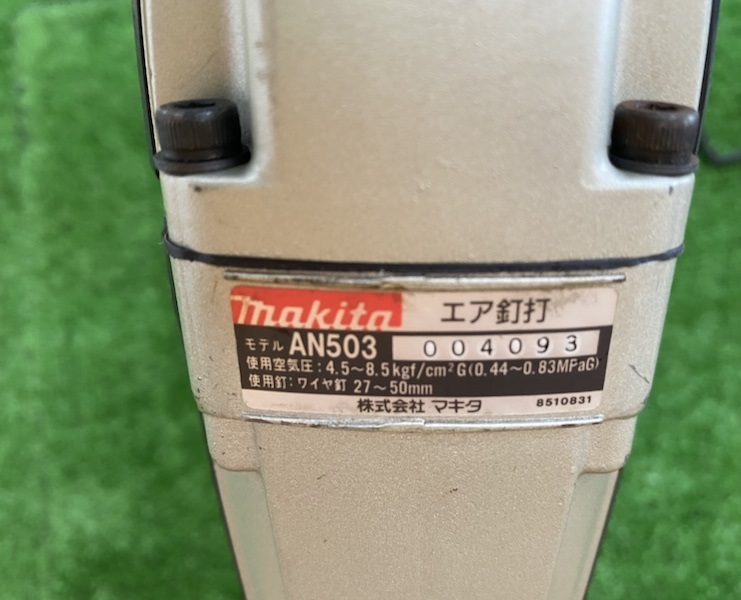 makita エア釘打
モデル AN503 004093
使用空気圧:4.5~8.5kgf/cm²G(0.44~0.83MPaG)
使用釘:ワイヤ釘 27~50mm
株式会社 マキタ 8510831